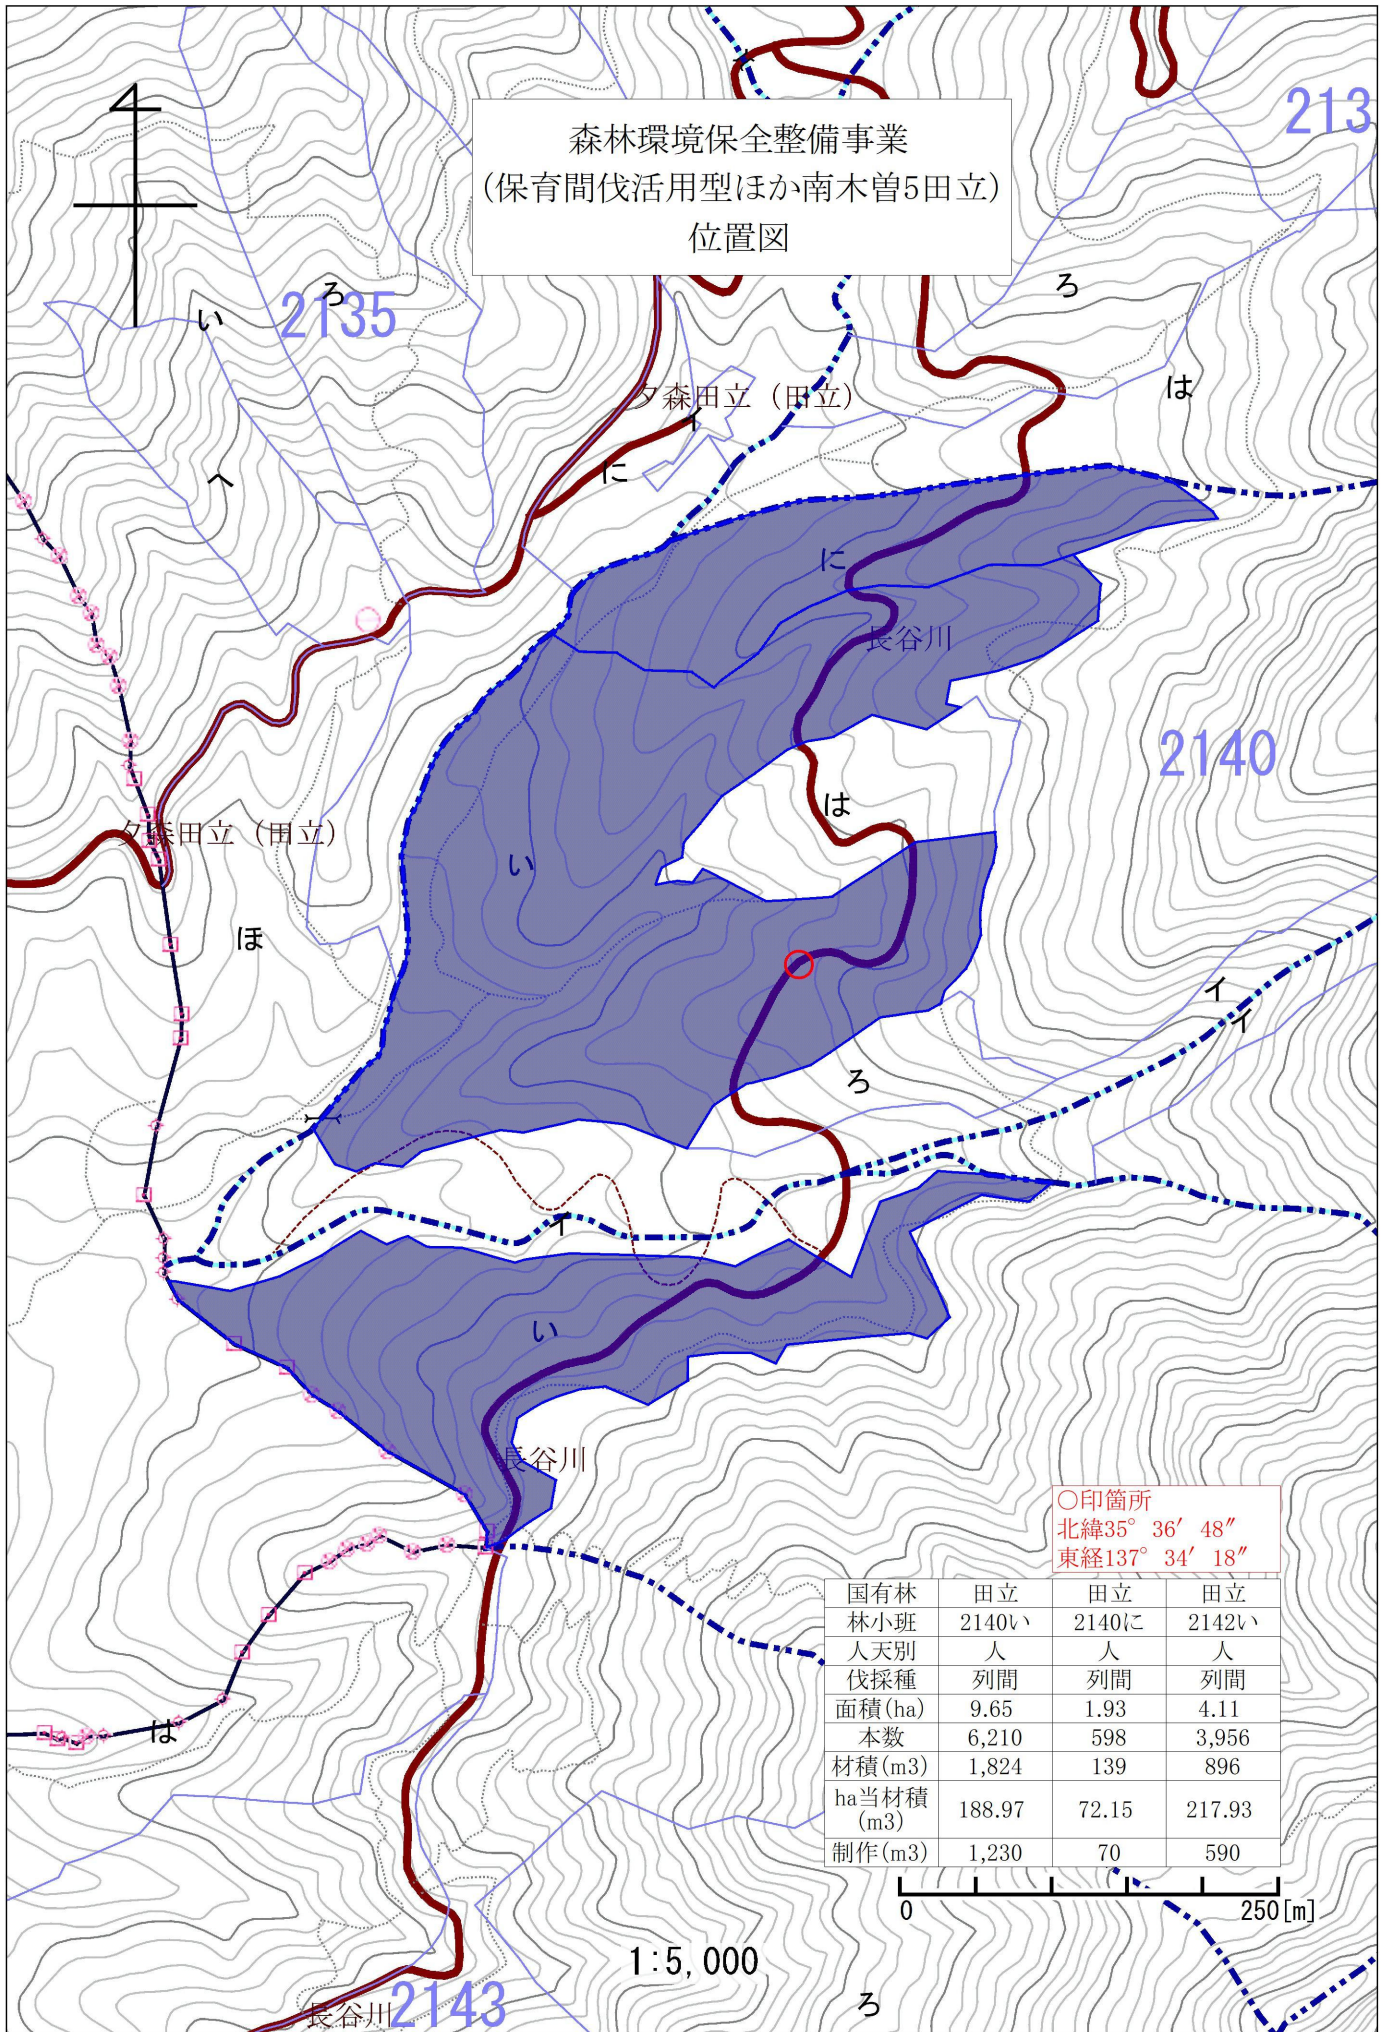 213
森林環境保全整備事業
(保育間伐活用型ほか南木曽5田立)
位置図
ろ
ろ
い
2135
は
夕森田立（田立）
イ
に
へ
に
長谷川
2140
は
夕森田立（田立）
い
ほ
イ
イ
ろ
イ
い
長谷川
〇印箇所
北緯35° 36′ 48″
東経137° 34′ 18″
国有林 田立 田立 田立
林小班 2140い 2140に 2142い
人天別 人 人 人
伐採種 列間 列間 列間
面積(ha) 9.65 1.93 4.11
本数 6,210 598 3,956
材積(m3) 1,824 139 896
ha当材積
(m3) 188.97 72.15 217.93
制作(m3) 1,230 70 590
は
0 250[m]
1:5,000
長谷川
2143
ろ